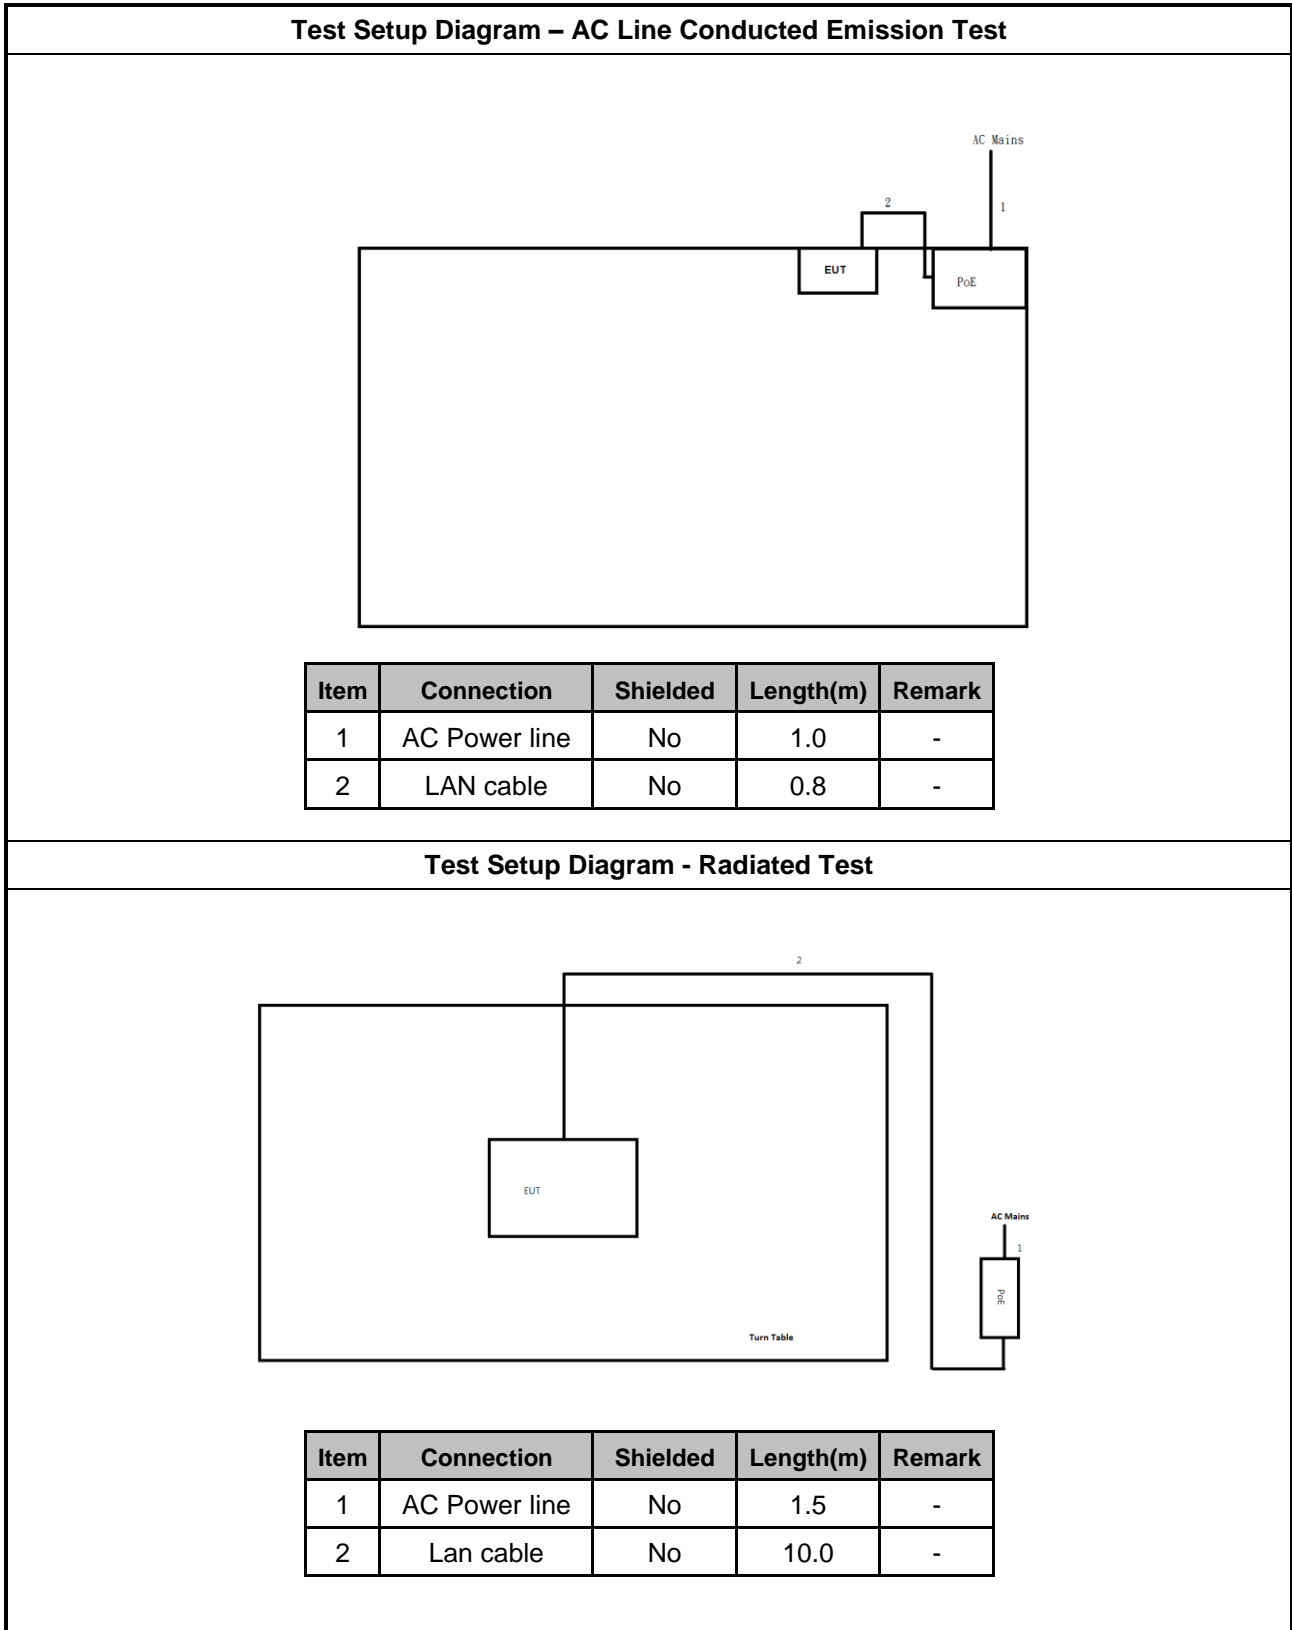 Test Setup Diagram – AC Line Conducted Emission Test
AC Mains
2
1
EUT
PoE
Item Connection Shielded Length(m) Remark
1 AC Power line No 1.0 -
2 LAN cable No 0.8 -
Test Setup Diagram - Radiated Test
2
EUT
AC Mains
1
PoE
Turn Table
Item Connection Shielded Length(m) Remark
1 AC Power line No 1.5 -
2 Lan cable No 10.0 -